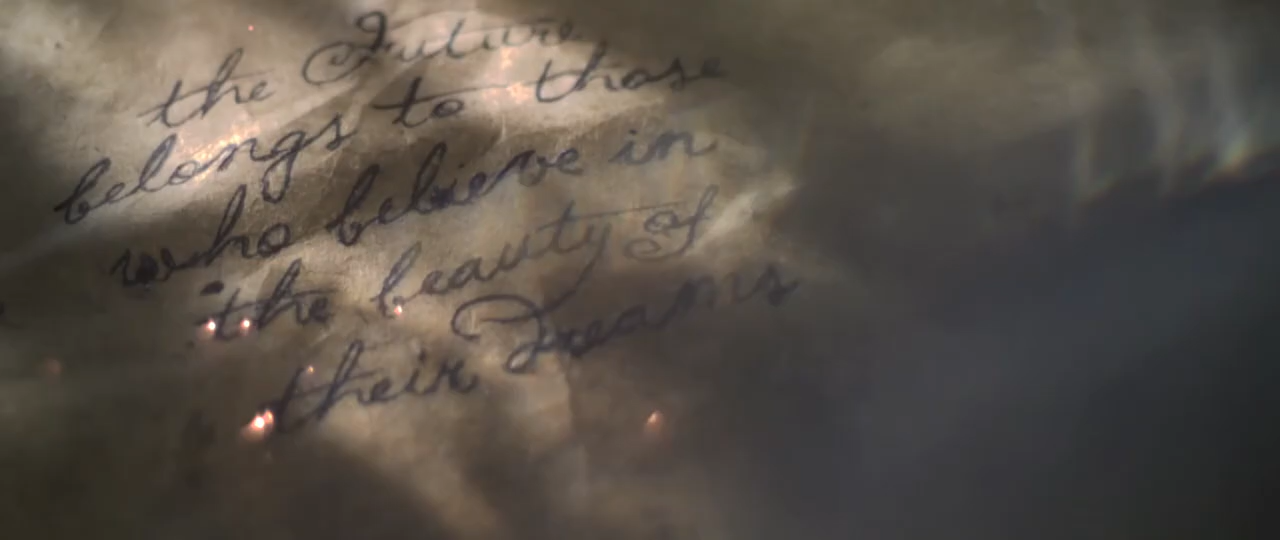 the Future
belongs to those
who believe in
the beauty of
their Dreams